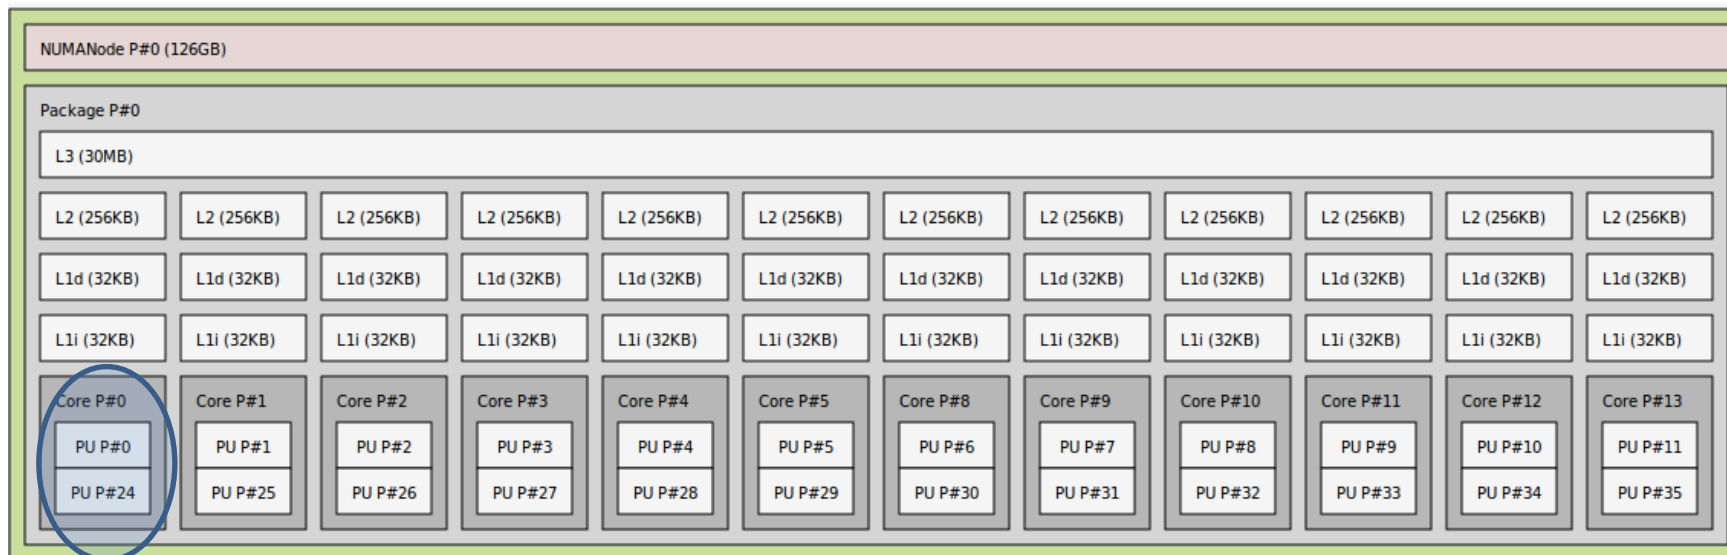 NUMANode P#0 (126GB)
Package P#0
L3 (30MB)
L2 (256KB) L2 (256KB) L2 (256KB) L2 (256KB) L2 (256KB) L2 (256KB) L2 (256KB) L2 (256KB) L2 (256KB) L2 (256KB) L2 (256KB) L2 (256KB)
L1d (32KB) L1d (32KB) L1d (32KB) L1d (32KB) L1d (32KB) L1d (32KB) L1d (32KB) L1d (32KB) L1d (32KB) L1d (32KB) L1d (32KB) L1d (32KB)
L1i (32KB) L1i (32KB) L1i (32KB) L1i (32KB) L1i (32KB) L1i (32KB) L1i (32KB) L1i (32KB) L1i (32KB) L1i (32KB) L1i (32KB) L1i (32KB)
Core P#0 Core P#1 Core P#2 Core P#3 Core P#4 Core P#5 Core P#8 Core P#9 Core P#10 Core P#11 Core P#12 Core P#13
PU P#0 PU P#1 PU P#2 PU P#3 PU P#4 PU P#5 PU P#6 PU P#7 PU P#8 PU P#9 PU P#10 PU P#11
PU P#24 PU P#25 PU P#26 PU P#27 PU P#28 PU P#29 PU P#30 PU P#31 PU P#32 PU P#33 PU P#34 PU P#35